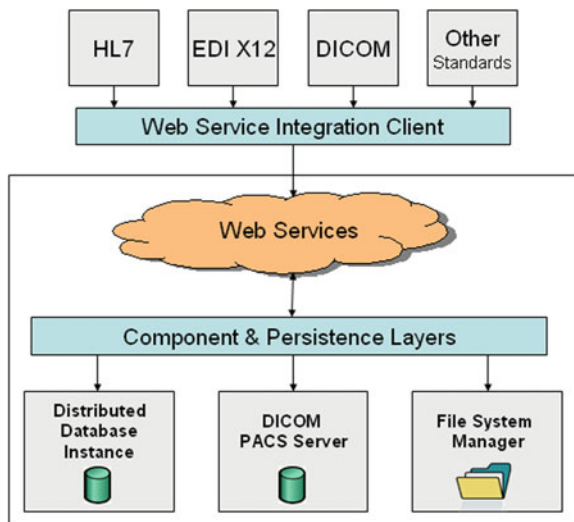 HL7
EDI X12
DICOM
Other
Standards
Web Service Integration Client
Web Services
Component & Persistence Layers
Distributed
Database
Instance
DICOM
PACS Server
File System
Manager